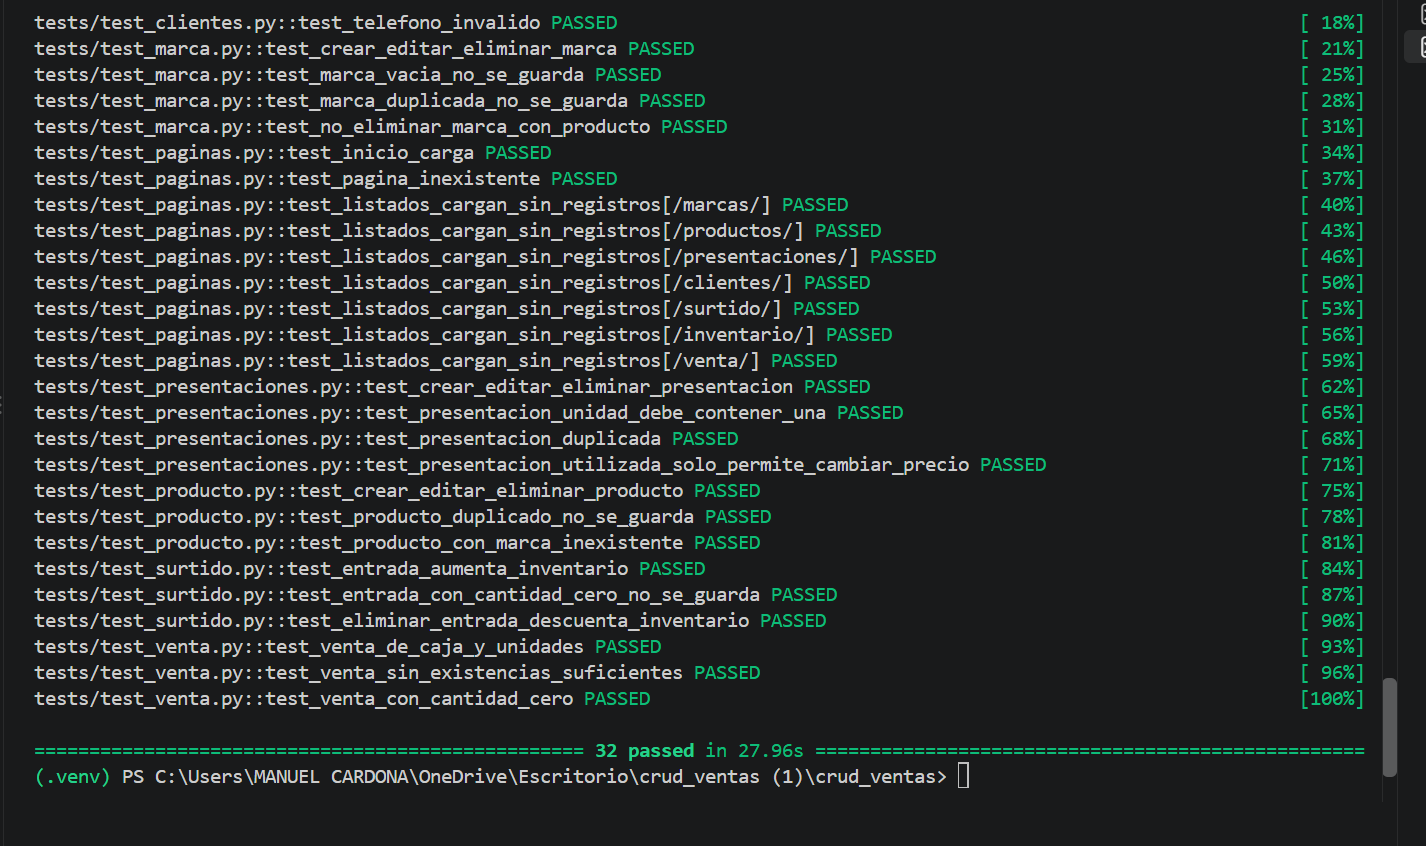 tests/test_clientes.py::test_telefono_invalido PASSED [ 18%]
tests/test_marca.py::test_crear_editar_eliminar_marca PASSED [ 21%]
tests/test_marca.py::test_marca_vacia_no_se_guarda PASSED [ 25%]
tests/test_marca.py::test_marca_duplicada_no_se_guarda PASSED [ 28%]
tests/test_marca.py::test_no_eliminar_marca_con_producto PASSED [ 31%]
tests/test_paginas.py::test_inicio_carga PASSED [ 34%]
tests/test_paginas.py::test_pagina_inexistente PASSED [ 37%]
tests/test_paginas.py::test_listados_cargan_sin_registros[/marcas/] PASSED [ 40%]
tests/test_paginas.py::test_listados_cargan_sin_registros[/productos/] PASSED [ 43%]
tests/test_paginas.py::test_listados_cargan_sin_registros[/presentaciones/] PASSED [ 46%]
tests/test_paginas.py::test_listados_cargan_sin_registros[/clientes/] PASSED [ 50%]
tests/test_paginas.py::test_listados_cargan_sin_registros[/surtido/] PASSED [ 53%]
tests/test_paginas.py::test_listados_cargan_sin_registros[/inventario/] PASSED [ 56%]
tests/test_paginas.py::test_listados_cargan_sin_registros[/venta/] PASSED [ 59%]
tests/test_presentaciones.py::test_crear_editar_eliminar_presentacion PASSED [ 62%]
tests/test_presentaciones.py::test_presentacion_unidad_debe_contener_una PASSED [ 65%]
tests/test_presentaciones.py::test_presentacion_duplicada PASSED [ 68%]
tests/test_presentaciones.py::test_presentacion_utilizada_solo_permite_cambiar_precio PASSED [ 71%]
tests/test_producto.py::test_crear_editar_eliminar_producto PASSED [ 75%]
tests/test_producto.py::test_producto_duplicado_no_se_guarda PASSED [ 78%]
tests/test_producto.py::test_producto_con_marca_inexistente PASSED [ 81%]
tests/test_surtido.py::test_entrada_aumenta_inventario PASSED [ 84%]
tests/test_surtido.py::test_entrada_con_cantidad_cero_no_se_guarda PASSED [ 87%]
tests/test_surtido.py::test_eliminar_entrada_descuenta_inventario PASSED [ 90%]
tests/test_venta.py::test_venta_de_caja_y_unidades PASSED [ 93%]
tests/test_venta.py::test_venta_sin_existencias_suficientes PASSED [ 96%]
tests/test_venta.py::test_venta_con_cantidad_cero PASSED [100%]
================================================== 32 passed in 27.96s ==================================================
(.venv) PS C:\Users\MANUEL CARDONA\OneDrive\Escritorio\crud_ventas (1)\crud_ventas>